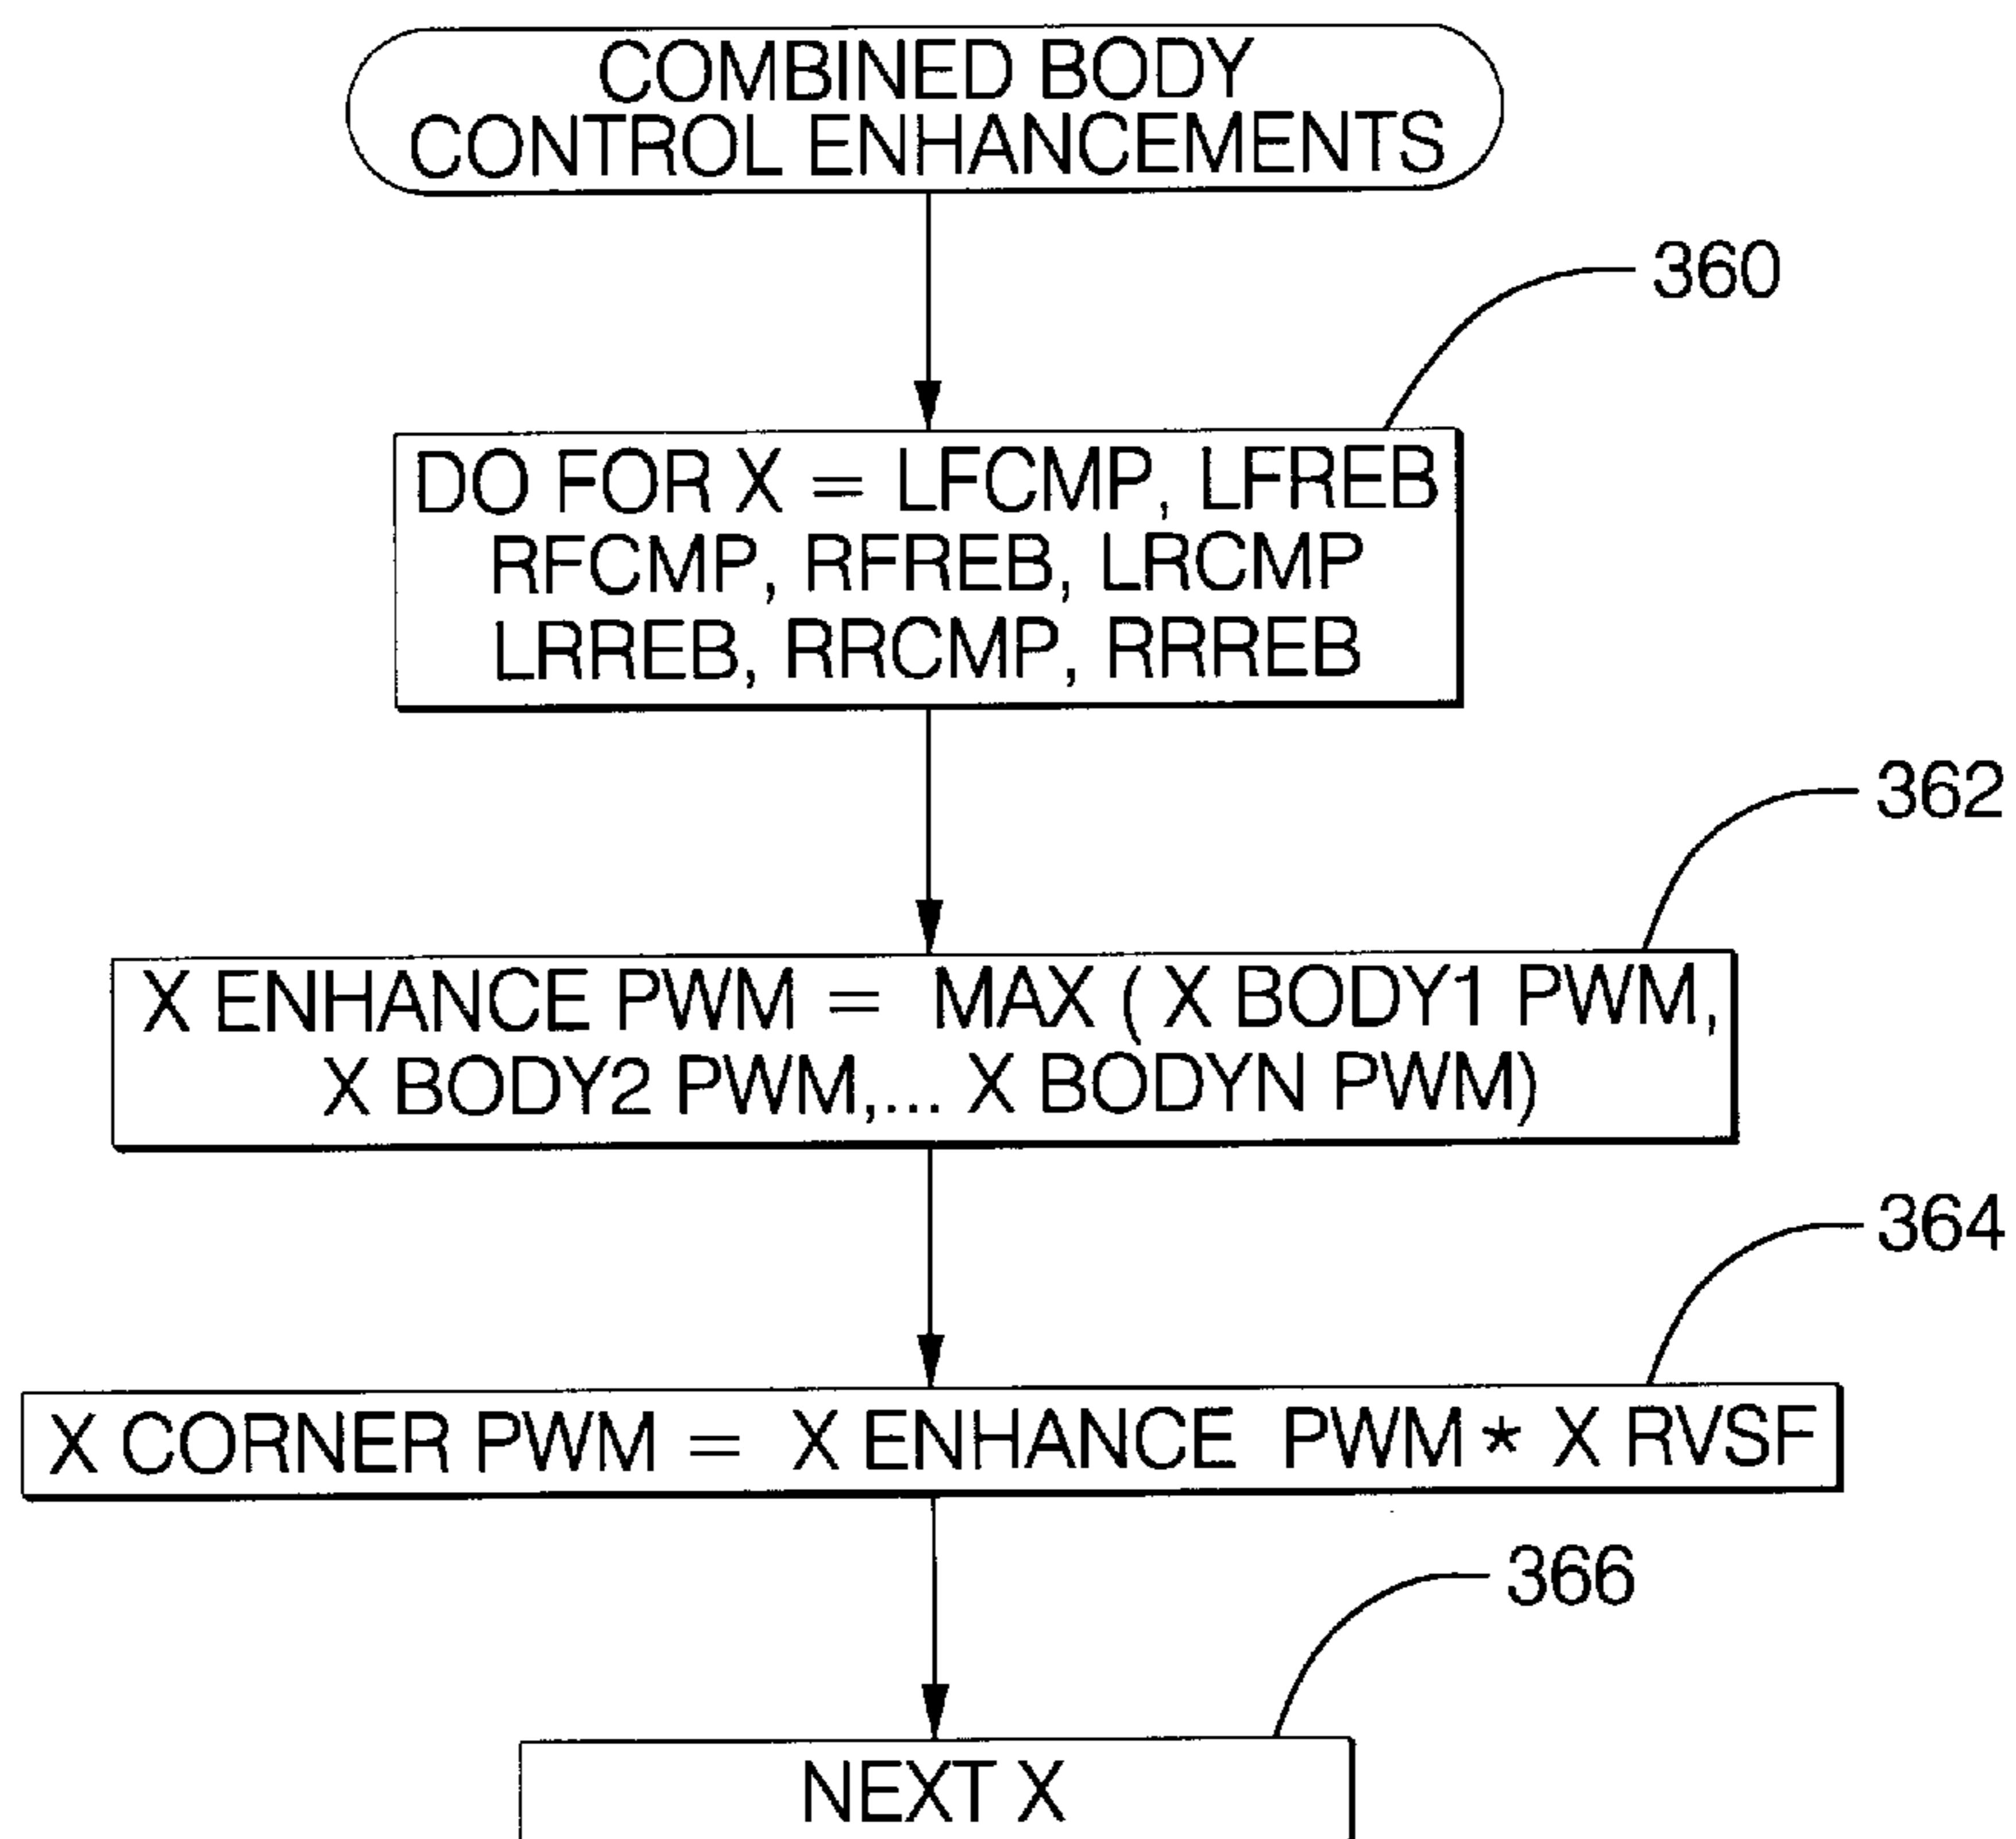 COMBINED BODY
CONTROL ENHANCEMENTS
360
DO FOR X = LFCMP, LFREB
RFCMP, RFREB, LRCMP
LRREB, RRCMP, RRREB
362
X ENHANCE PWM = MAX ( X BODY1 PWM,
X BODY2 PWM,... X BODYN PWM)
364
X CORNER PWM = X ENHANCE PWM * X RVSF
366
NEXT X